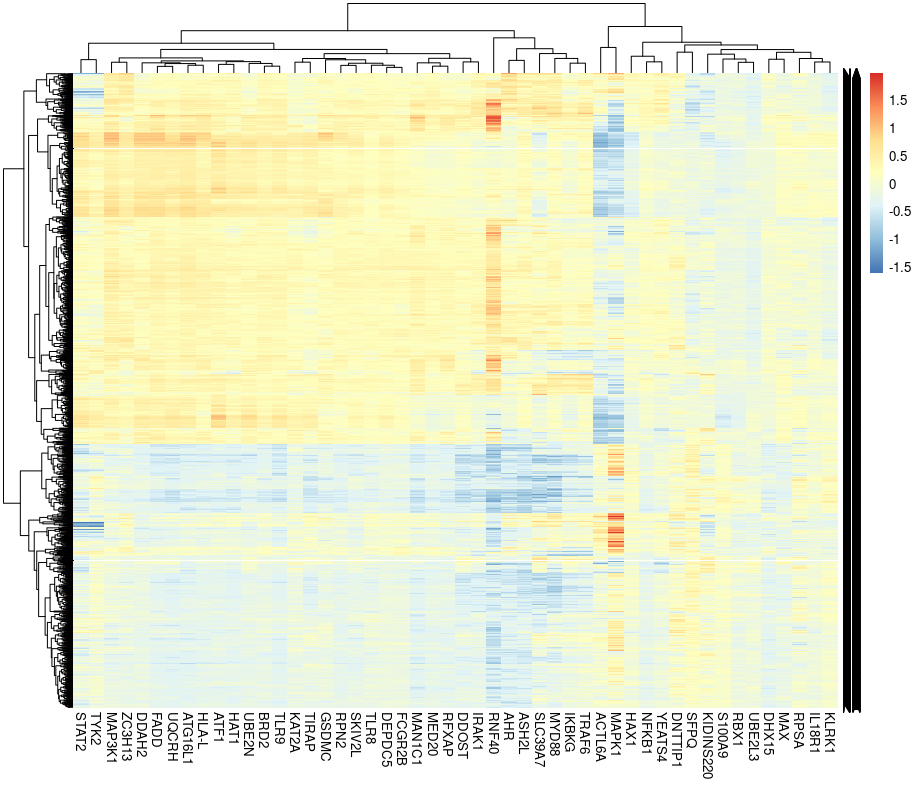 1.5
1
0.5
0
-0.5
-1
-1.5
STAT2
TYK2
MAP3K1
ZC3H13
DDAH2
FADD
UQCRH
ATG16L1
HLA-L
ATF1
HAT1
UBE2N
BRD2
TLR9
KAT2A
TIRAP
GSDMC
RPN2
SKIV2L
TLR8
DEPDC5
FCGR2B
MAN1C1
MED20
RFXAP
DDOST
IRAK1
RNF40
AHR
ASH2L
SLC39A7
MYD88
IKBKG
TRAF6
ACTL6A
MAPK1
HAX1
NFKB1
YEATS4
DNTTIP1
SFPQ
KIDINS220
S100A9
RBX1
UBE2L3
DHX15
MAX
RPSA
IL18R1
KLRK1